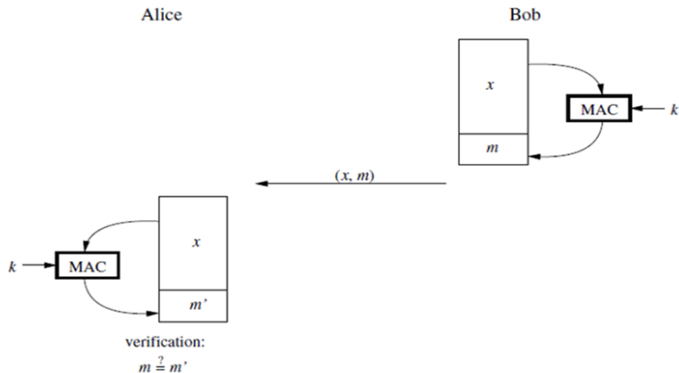 Alice
Bob
x
MAC
k
m
(x, m)
x
k
MAC
m’
verification:
m ≟ m’